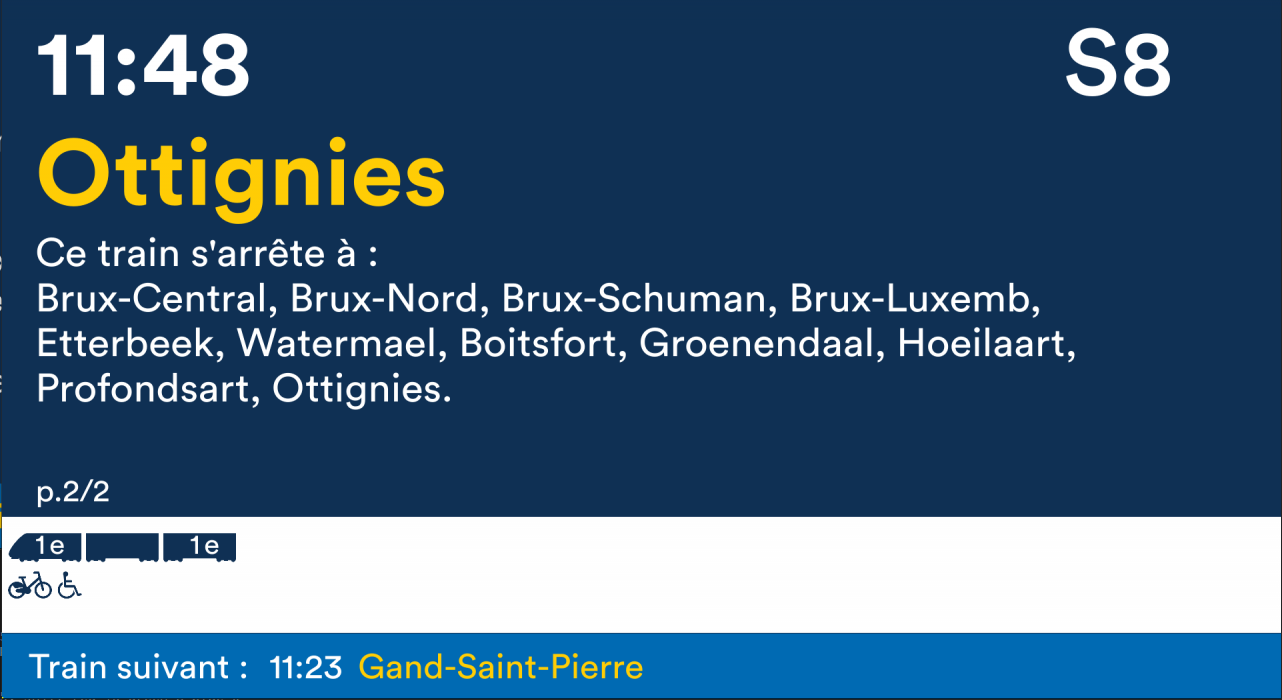 11:48 S8
Ottignies
Ce train s'arrête à :
Brux-Central, Brux-Nord, Brux-Schuman, Brux-Luxemb,
Etterbeek, Watermael, Boitsfort, Groenendaal, Hoeilaart,
Profondsart, Ottignies.
p.2/2
1e 1e
Train suivant : 11:23 Gand-Saint-Pierre